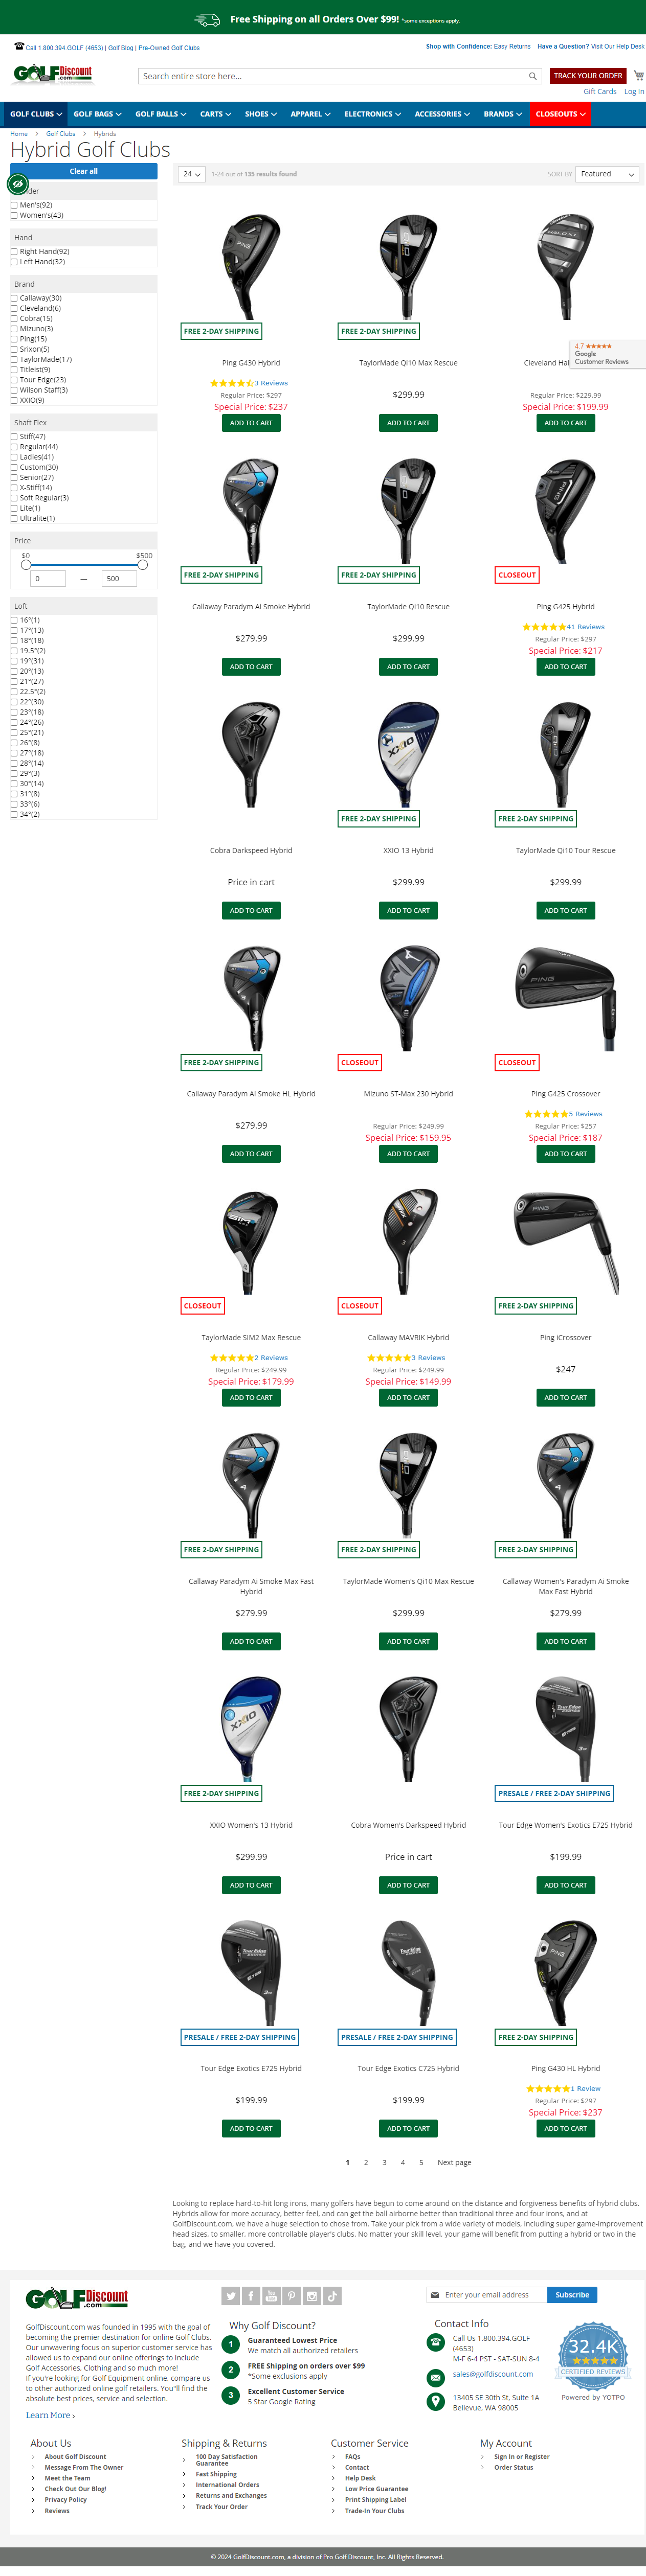 Free Shipping on all Orders Over $99! *some exceptions apply.
Call 1.800.394.GOLF (4653) | Golf Blog | Pre-Owned Golf Clubs
Shop with Confidence: Easy Returns Have a Question? Visit Our Help Desk
GolfDiscount.com
Search entire store here...
TRACK YOUR ORDER
Gift Cards Log In
GOLF CLUBS GOLF BAGS GOLF BALLS CARTS SHOES APPAREL ELECTRONICS ACCESSORIES BRANDS CLOSEOUTS
Home > Golf Clubs > Hybrids
Hybrid Golf Clubs
Clear all
Men's(92)
Women's(43)
Hand
Right Hand(92)
Left Hand(32)
Brand
Callaway(30)
Cleveland(6)
Cobra(15)
Mizuno(3)
Ping(15)
Srixon(5)
TaylorMade(17)
Titleist(9)
Tour Edge(23)
Wilson Staff(3)
XXIO(9)
Shaft Flex
Stiff(47)
Regular(44)
Ladies(41)
Custom(30)
Senior(27)
X-Stiff(14)
Soft Regular(3)
Lite(1)
Ultralite(1)
Price
$0 $500
0 — 500
Loft
16°(1)
17°(13)
18°(18)
19.5°(2)
19°(31)
20°(13)
21°(27)
22.5°(2)
22°(30)
23°(18)
24°(26)
25°(21)
26°(8)
27°(18)
28°(14)
29°(3)
30°(14)
31°(8)
33°(6)
34°(2)
24
1-24 out of 135 results found
SORT BY Featured
FREE 2-DAY SHIPPING FREE 2-DAY SHIPPING
4.7
Google
Customer Reviews
Ping G430 Hybrid TaylorMade Qi10 Max Rescue Cleveland
3 Reviews
Regular Price: $297 $299.99 Regular Price: $229.99
Special Price: $237 Special Price: $199.99
ADD TO CART ADD TO CART ADD TO CART
FREE 2-DAY SHIPPING FREE 2-DAY SHIPPING CLOSEOUT
Callaway Paradym Ai Smoke Hybrid TaylorMade Qi10 Rescue Ping G425 Hybrid
41 Reviews
$279.99 $299.99 Regular Price: $297
Special Price: $217
ADD TO CART ADD TO CART ADD TO CART
FREE 2-DAY SHIPPING FREE 2-DAY SHIPPING
Cobra Darkspeed Hybrid XXIO 13 Hybrid TaylorMade Qi10 Tour Rescue
Price in cart $299.99 $299.99
ADD TO CART ADD TO CART ADD TO CART
FREE 2-DAY SHIPPING CLOSEOUT CLOSEOUT
Callaway Paradym Ai Smoke HL Hybrid Mizuno ST-Max 230 Hybrid Ping G425 Crossover
5 Reviews
$279.99 Regular Price: $249.99 Regular Price: $257
Special Price: $159.95 Special Price: $187
ADD TO CART ADD TO CART ADD TO CART
CLOSEOUT CLOSEOUT FREE 2-DAY SHIPPING
TaylorMade SIM2 Max Rescue Callaway MAVRIK Hybrid Ping iCrossover
2 Reviews 3 Reviews
Regular Price: $249.99 Regular Price: $249.99 $247
Special Price: $179.99 Special Price: $149.99
ADD TO CART ADD TO CART ADD TO CART
FREE 2-DAY SHIPPING FREE 2-DAY SHIPPING FREE 2-DAY SHIPPING
Callaway Paradym Ai Smoke Max Fast Hybrid TaylorMade Women's Qi10 Max Rescue Callaway Women's Paradym Ai Smoke Max Fast Hybrid
$279.99 $299.99 $279.99
ADD TO CART ADD TO CART ADD TO CART
FREE 2-DAY SHIPPING PRESALE / FREE 2-DAY SHIPPING
XXIO Women's 13 Hybrid Cobra Women's Darkspeed Hybrid Tour Edge Women's Exotics E725 Hybrid
$299.99 Price in cart $199.99
ADD TO CART ADD TO CART ADD TO CART
PRESALE / FREE 2-DAY SHIPPING PRESALE / FREE 2-DAY SHIPPING FREE 2-DAY SHIPPING
Tour Edge Exotics E725 Hybrid Tour Edge Exotics C725 Hybrid Ping G430 HL Hybrid
1 Review
$199.99 $199.99 Regular Price: $297
Special Price: $237
ADD TO CART ADD TO CART ADD TO CART
1 2 3 4 5 Next page
Looking to replace hard-to-hit long irons, many golfers have begun to come around on the distance and forgiveness benefits of hybrid clubs.
Hybrids allow for more accuracy, better feel, and can get the ball airborne better than traditional three and four irons, and at
GolfDiscount.com, we have a huge selection to chose from. Take your pick from a wide variety of models, including super game-improvement
head sizes, to smaller, more controllable player's clubs. No matter your skill level, your game will benefit from putting a hybrid or two in the
bag, and we have you covered.
GolfDiscount.com
GolfDiscount.com was founded in 1995 with the goal of
becoming the premier destination for online Golf Clubs.
Our unwavering focus on superior customer service has
allowed us to expand our online offerings to include
Golf Accessories, Clothing and so much more!
If you're looking for Golf Equipment online, compare us
to other authorized online golf retailers. You"ll find the
absolute best prices, service and selection.
Learn More ›
Why Golf Discount?
1 Guaranteed Lowest Price
We match all authorized retailers
2 FREE Shipping on orders over $99
*Some exclusions apply
3 Excellent Customer Service
5 Star Google Rating
Enter your email address Subscribe
Contact Info
Call Us 1.800.394.GOLF
(4653)
M-F 6-4 PST - SAT-SUN 8-4
sales@golfdiscount.com
13405 SE 30th St, Suite 1A
Bellevue, WA 98005
32.4K
CERTIFIED REVIEWS
Powered by YOTPO
About Us
About Golf Discount
Message From The Owner
Meet the Team
Check Out Our Blog!
Privacy Policy
Reviews
Shipping & Returns
100 Day Satisfaction
Guarantee
Fast Shipping
International Orders
Returns and Exchanges
Track Your Order
Customer Service
FAQs
Contact
Help Desk
Low Price Guarantee
Print Shipping Label
Trade-In Your Clubs
My Account
Sign In or Register
Order Status
© 2024 GolfDiscount.com, a division of Pro Golf Discount, Inc. All Rights Reserved.